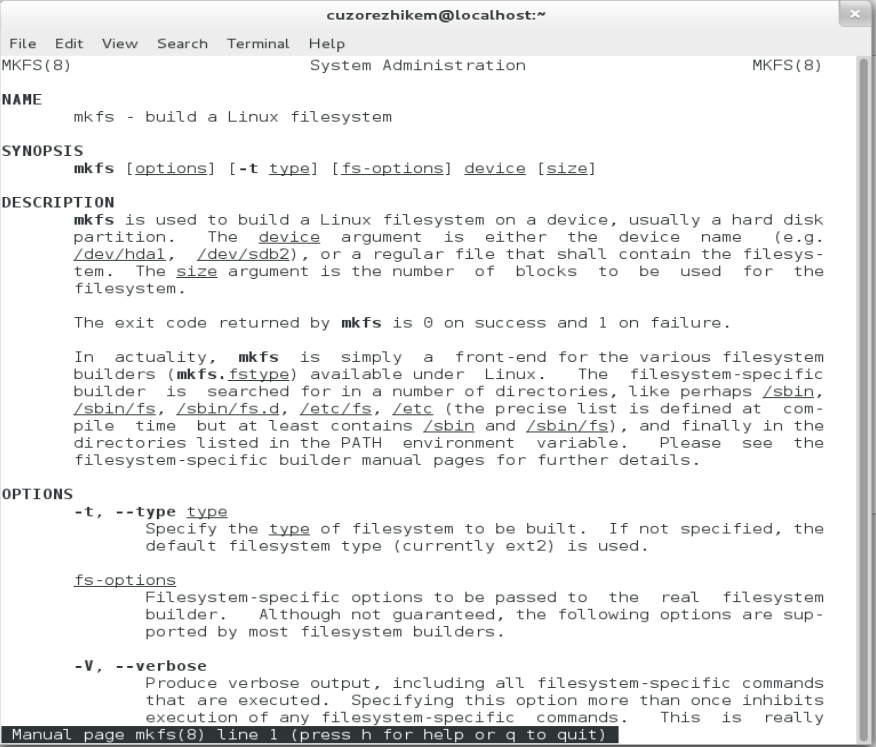 cuzorezhikem@localhost:~
File Edit View Search Terminal Help
MKFS(8) System Administration MKFS(8)
NAME
mkfs - build a Linux filesystem
SYNOPSIS
mkfs [options] [-t type] [fs-options] device [size]
DESCRIPTION
mkfs is used to build a Linux filesystem on a device, usually a hard disk
partition. The device argument is either the device name (e.g.
/dev/hda1, /dev/sdb2), or a regular file that shall contain the filesys-
tem. The size argument is the number of blocks to be used for the
filesystem.
The exit code returned by mkfs is 0 on success and 1 on failure.
In actuality, mkfs is simply a front-end for the various filesystem
builders (mkfs.fstype) available under Linux. The filesystem-specific
builder is searched for in a number of directories, like perhaps /sbin,
/sbin/fs, /sbin/fs.d, /etc/fs, /etc (the precise list is defined at com-
pile time but at least contains /sbin and /sbin/fs), and finally in the
directories listed in the PATH environment variable. Please see the
filesystem-specific builder manual pages for further details.
OPTIONS
-t, --type type
Specify the type of filesystem to be built. If not specified, the
default filesystem type (currently ext2) is used.
fs-options
Filesystem-specific options to be passed to the real filesystem
builder. Although not guaranteed, the following options are sup-
ported by most filesystem builders.
-V, --verbose
Produce verbose output, including all filesystem-specific commands
that are executed. Specifying this option more than once inhibits
execution of any filesystem-specific commands. This is really
Manual page mkfs(8) line 1 (press h for help or q to quit)